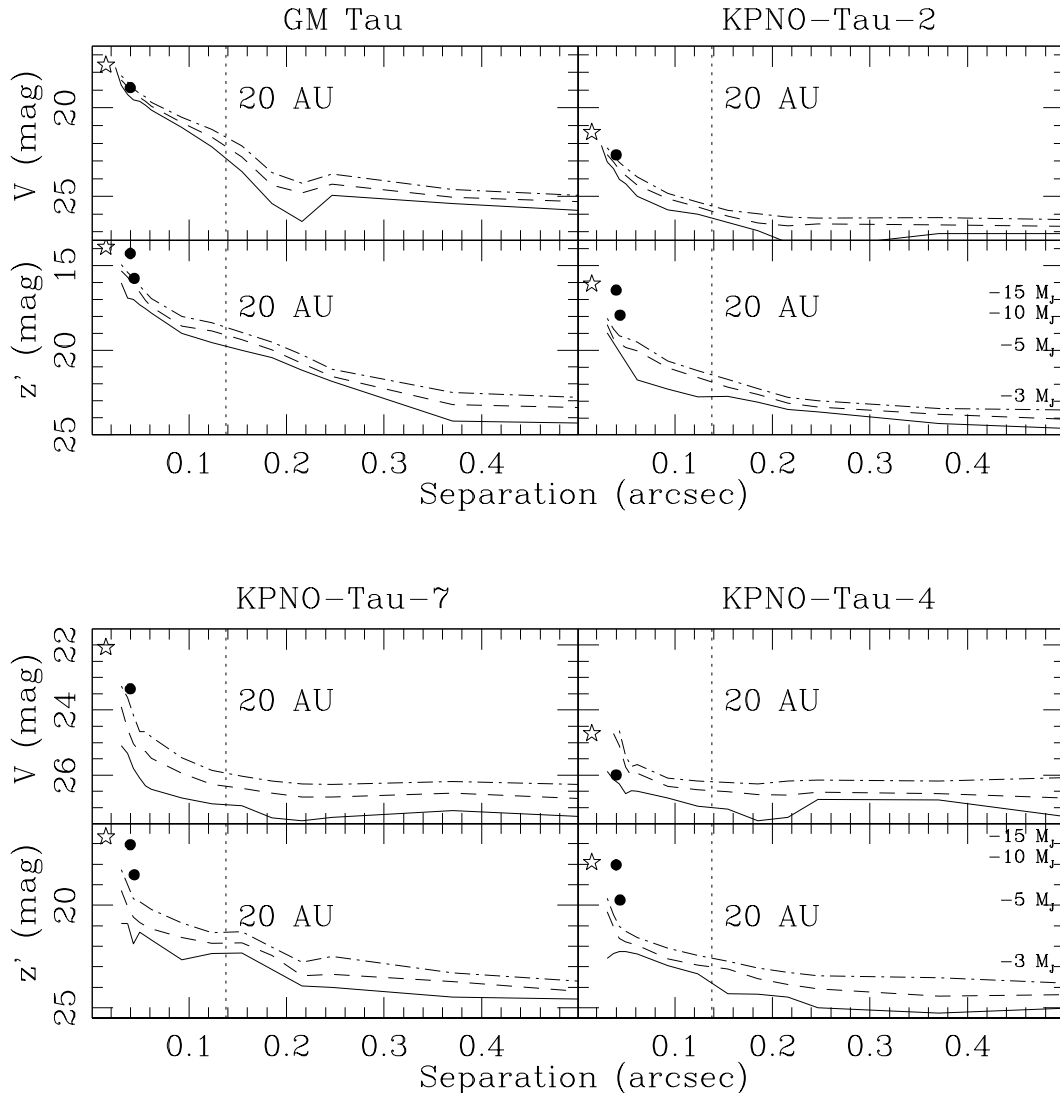 GM Tau
KPNO-Tau-2
V (mag)
20
25
20 AU
20 AU
z' (mag)
15
20
25
20 AU
20 AU
-15 MJ
-10 MJ
-5 MJ
-3 MJ
0.1 0.2 0.3 0.4
0.1 0.2 0.3 0.4
Separation (arcsec)
Separation (arcsec)
KPNO-Tau-7
KPNO-Tau-4
V (mag)
22
24
26
20 AU
20 AU
z' (mag)
20
25
20 AU
20 AU
-15 MJ
-10 MJ
-5 MJ
-3 MJ
0.1 0.2 0.3 0.4
0.1 0.2 0.3 0.4
Separation (arcsec)
Separation (arcsec)